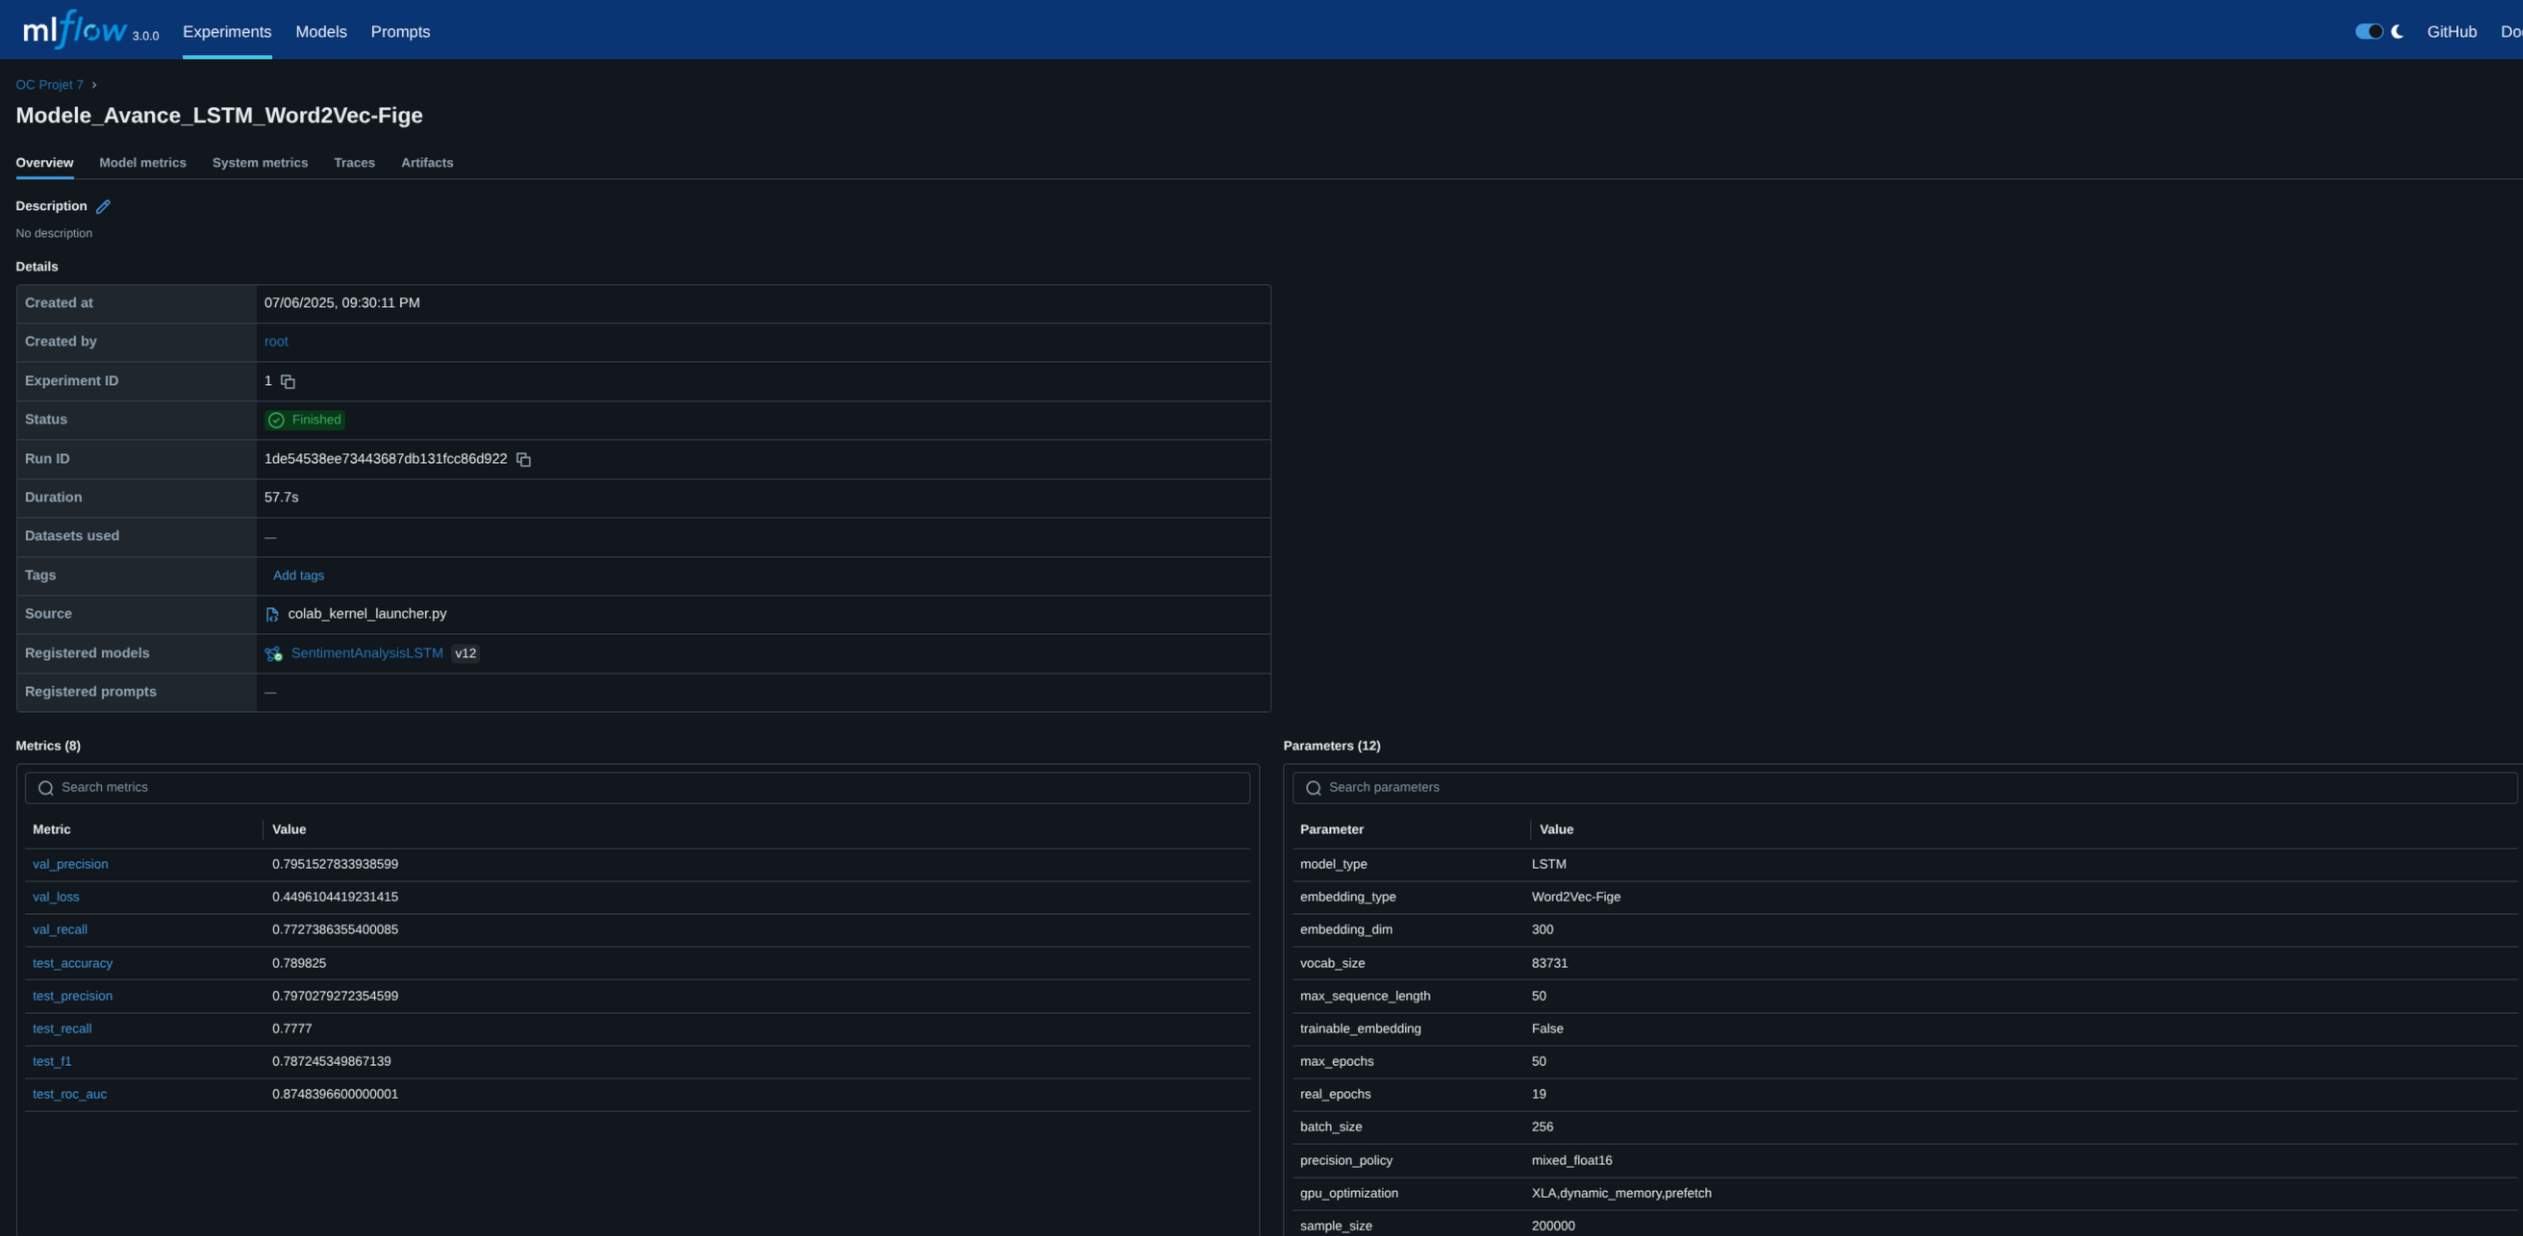 mlflow 3.0.0 Experiments Models Prompts GitHub
OC Projet 7
Modele_Avance_LSTM_Word2Vec-Fige
Overview Model metrics System metrics Traces Artifacts
Description
No description
Details
Created at 07/06/2025, 09:30:11 PM
Created by root
Experiment ID 1
Status Finished
Run ID 1de54538ee73443687db131fcc86d922
Duration 57.7s
Datasets used —
Tags Add tags
Source colab_kernel_launcher.py
Registered models SentimentAnalysisLSTM v12
Registered prompts —
Metrics (8)
Search metrics
Metric Value
val_precision 0.7951527833938599
val_loss 0.4496104419231415
val_recall 0.7727386355400085
test_accuracy 0.789825
test_precision 0.7970279272354599
test_recall 0.7777
test_f1 0.787245349867139
test_roc_auc 0.8748396600000001
Parameters (12)
Search parameters
Parameter Value
model_type LSTM
embedding_type Word2Vec-Fige
embedding_dim 300
vocab_size 83731
max_sequence_length 50
trainable_embedding False
max_epochs 50
real_epochs 19
batch_size 256
precision_policy mixed_float16
gpu_optimization XLA,dynamic_memory,prefetch
sample_size 200000